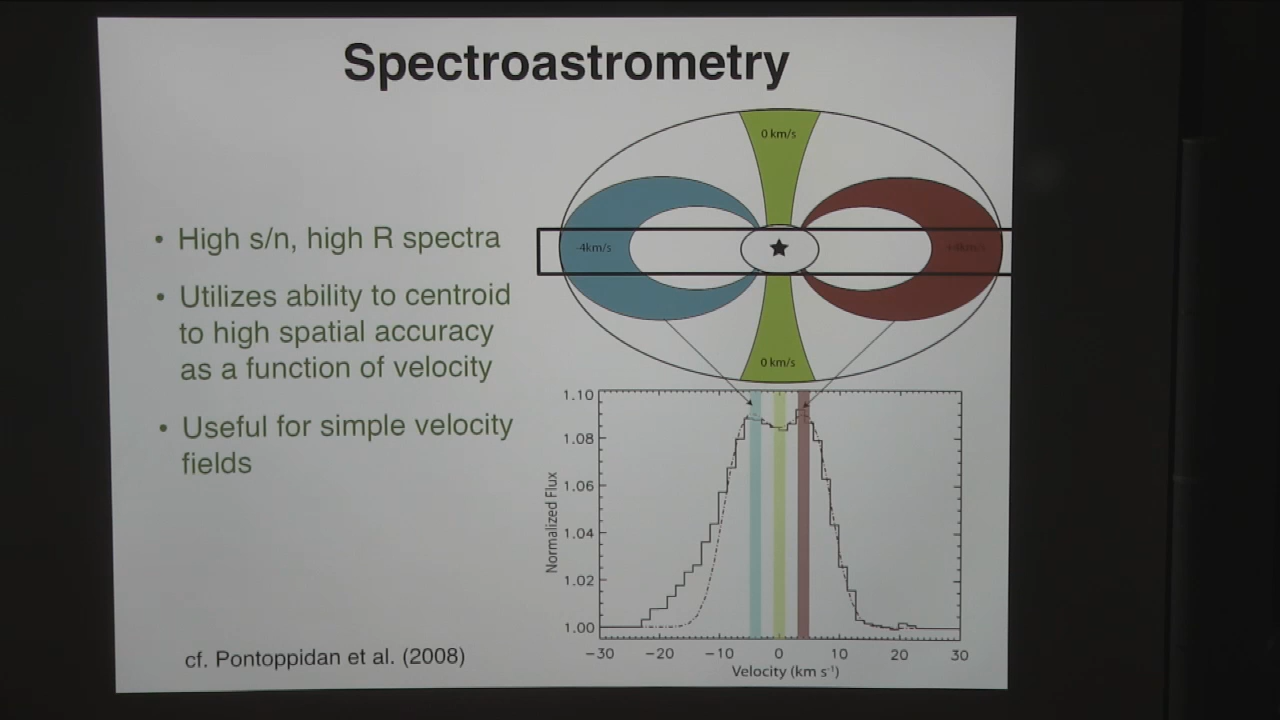 Spectroastrometry
• High s/n, high R spectra
• Utilizes ability to centroid
to high spatial accuracy
as a function of velocity
• Useful for simple velocity
fields
cf. Pontoppidan et al. (2008)
0 km/s
-4km/s
+4km/s
0 km/s
1.10
1.08
1.06
1.04
1.02
1.00
Normalized Flux
−30 −20 −10 0 10 20 30
Velocity (km s⁻¹)